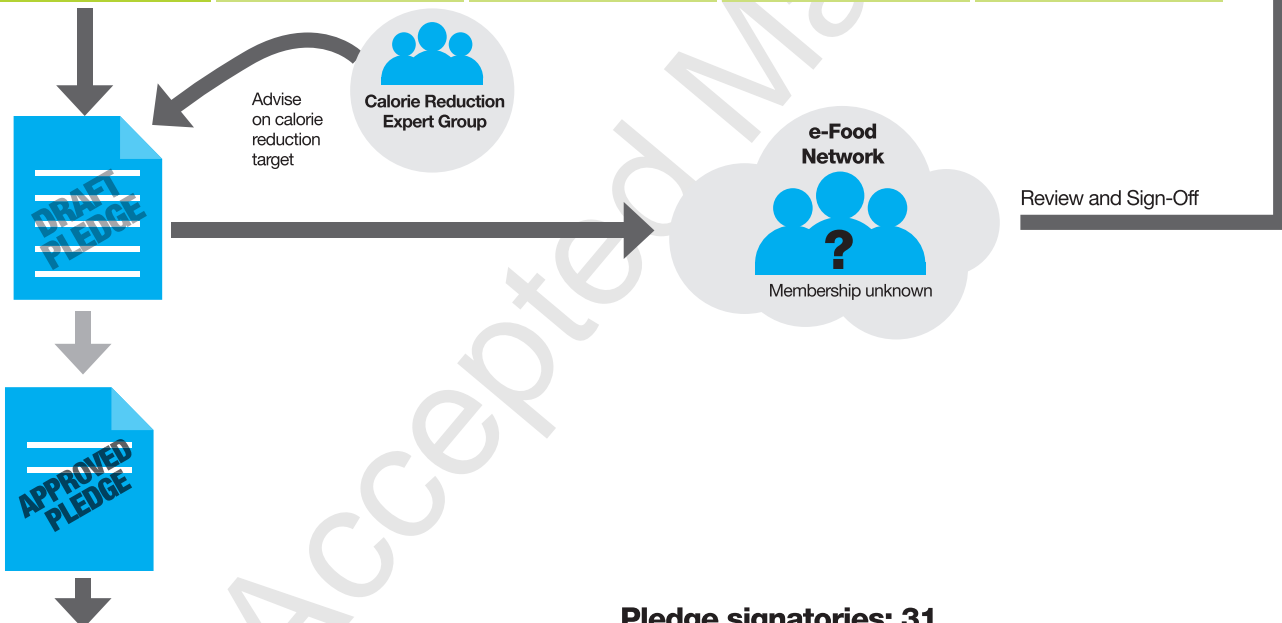 Advise
on calorie
reduction
target
Calorie Reduction
Expert Group
DRAFT
PLEDGE
e-Food
Network
?
Membership unknown
Review and Sign-Off
APPROVED
PLEDGE
Accepted Ma
Pledge signatories: 31